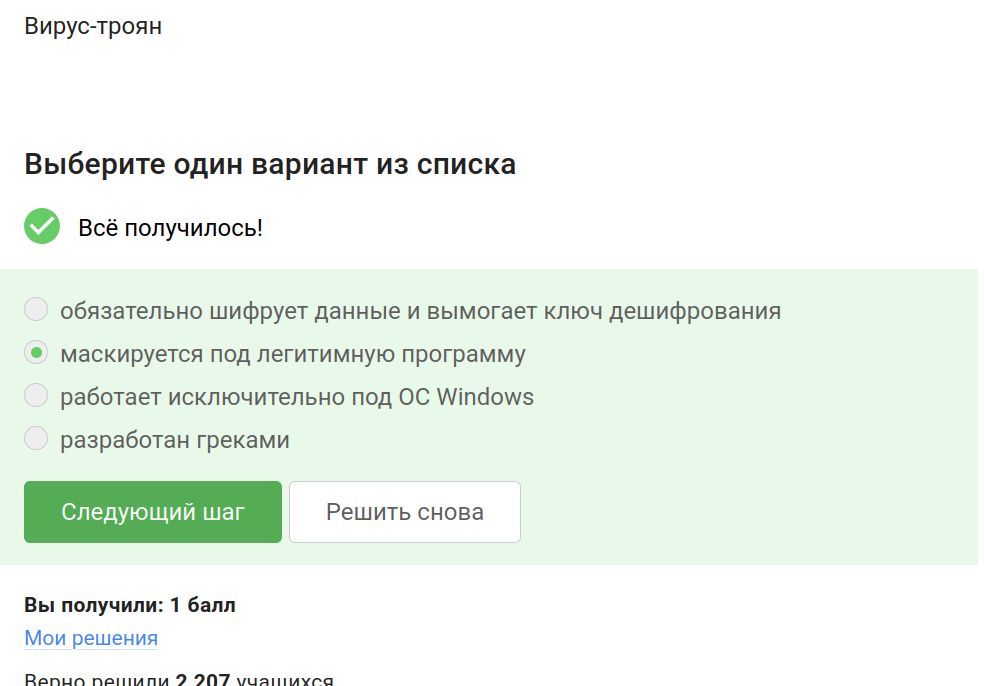 Вирус-троян
Выберите один вариант из списка
Всё получилось!
обязательно шифрует данные и вымогает ключ дешифрования
маскируется под легитимную программу
работает исключительно под ОС Windows
разработан греками
Следующий шаг Решить снова
Вы получили: 1 балл
Мои решения
Верно решили 2 207 учащихся